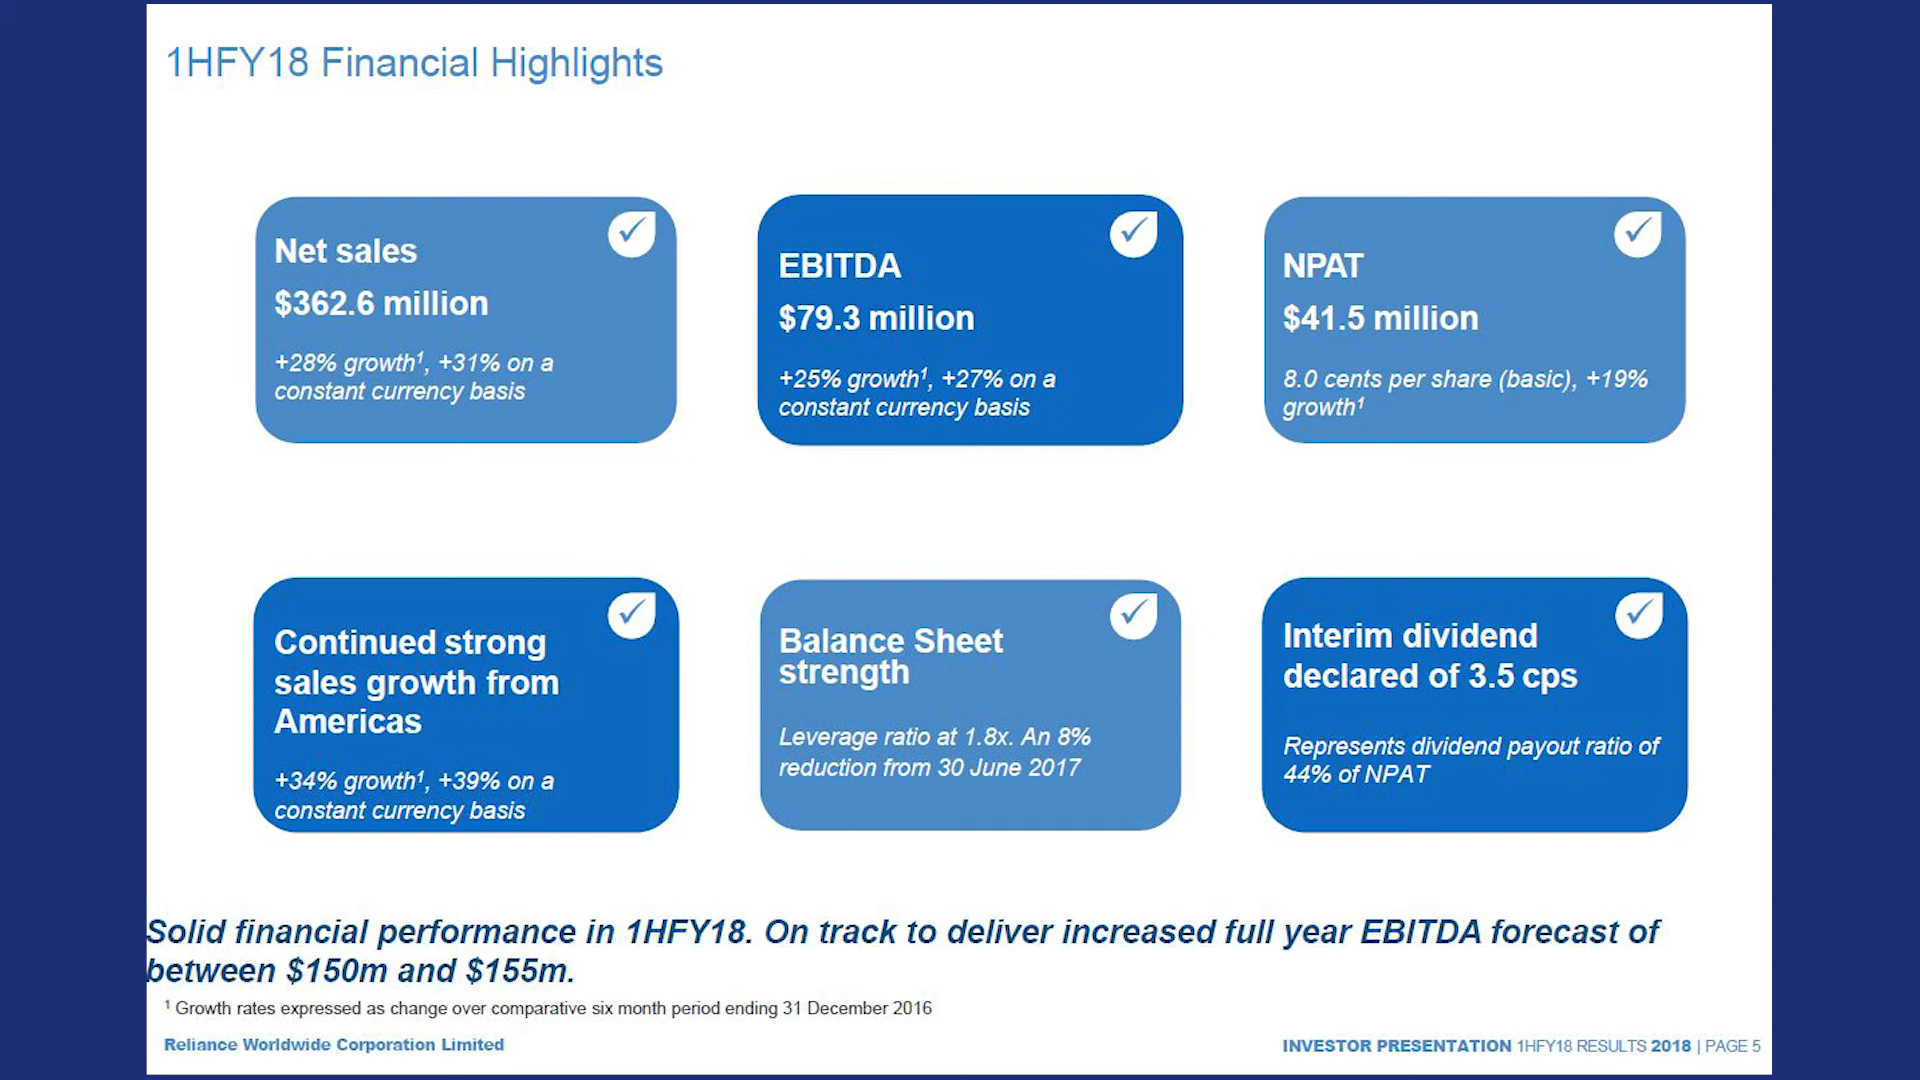 1HFY18 Financial Highlights
Net sales
$362.6 million
+28% growth¹, +31% on a
constant currency basis
EBITDA
$79.3 million
+25% growth¹, +27% on a
constant currency basis
NPAT
$41.5 million
8.0 cents per share (basic), +19%
growth¹
Continued strong
sales growth from
Americas
+34% growth¹, +39% on a
constant currency basis
Balance Sheet
strength
Leverage ratio at 1.8x. An 8%
reduction from 30 June 2017
Interim dividend
declared of 3.5 cps
Represents dividend payout ratio of
44% of NPAT
Solid financial performance in 1HFY18. On track to deliver increased full year EBITDA forecast of
between $150m and $155m.
¹ Growth rates expressed as change over comparative six month period ending 31 December 2016
Reliance Worldwide Corporation Limited
INVESTOR PRESENTATION 1HFY18 RESULTS 2018 | PAGE 5